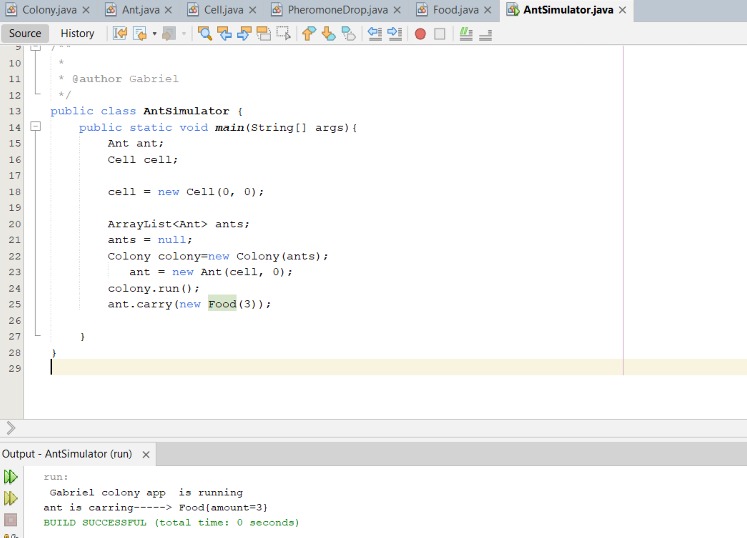 Colony.java Ant.java Cell.java PheromoneDrop.java Food.java AntSimulator.java
Source History
9 /**
10 *
11 * @author Gabriel
12 */
13 public class AntSimulator {
14 public static void main(String[] args){
15 Ant ant;
16 Cell cell;
17
18 cell = new Cell(0, 0);
19
20 ArrayList<Ant> ants;
21 ants = null;
22 Colony colony=new Colony(ants);
23 ant = new Ant(cell, 0);
24 colony.run();
25 ant.carry(new Food(3));
26
27 }
28 }
29
Output - AntSimulator (run)
run:
Gabriel colony app is running
ant is carring-----> Food{amount=3}
BUILD SUCCESSFUL (total time: 0 seconds)